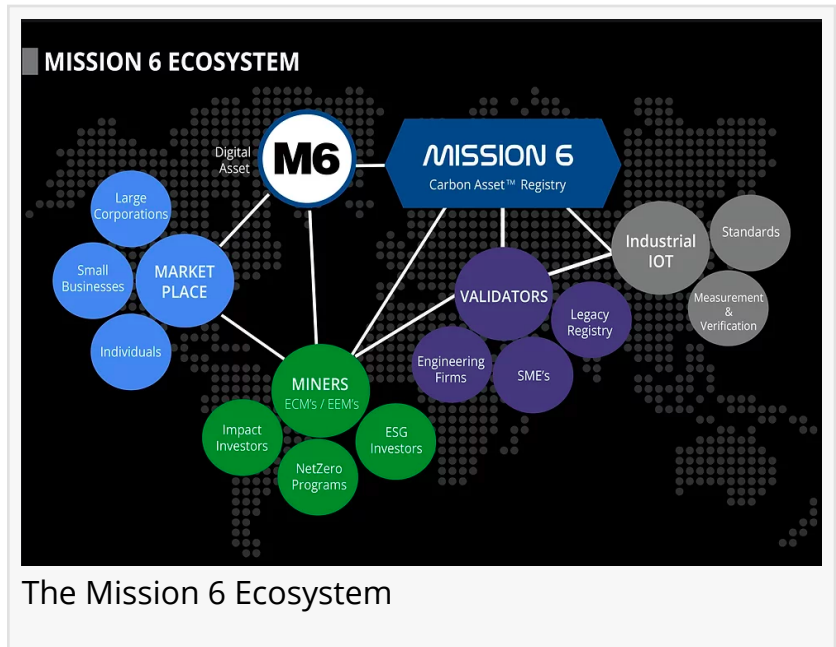 MISSION 6 ECOSYSTEM
Digital
Asset
M6
MISSION 6
Carbon Asset™ Registry
Large
Corporations
Small
Businesses
MARKET
PLACE
Individuals
Industrial
IOT
Standards
Measurement
&
Verification
VALIDATORS
Legacy
Registry
Engineering
Firms
SME's
MINERS
ECM's / EEM's
Impact
Investors
ESG
Investors
NetZero
Programs
The Mission 6 Ecosystem